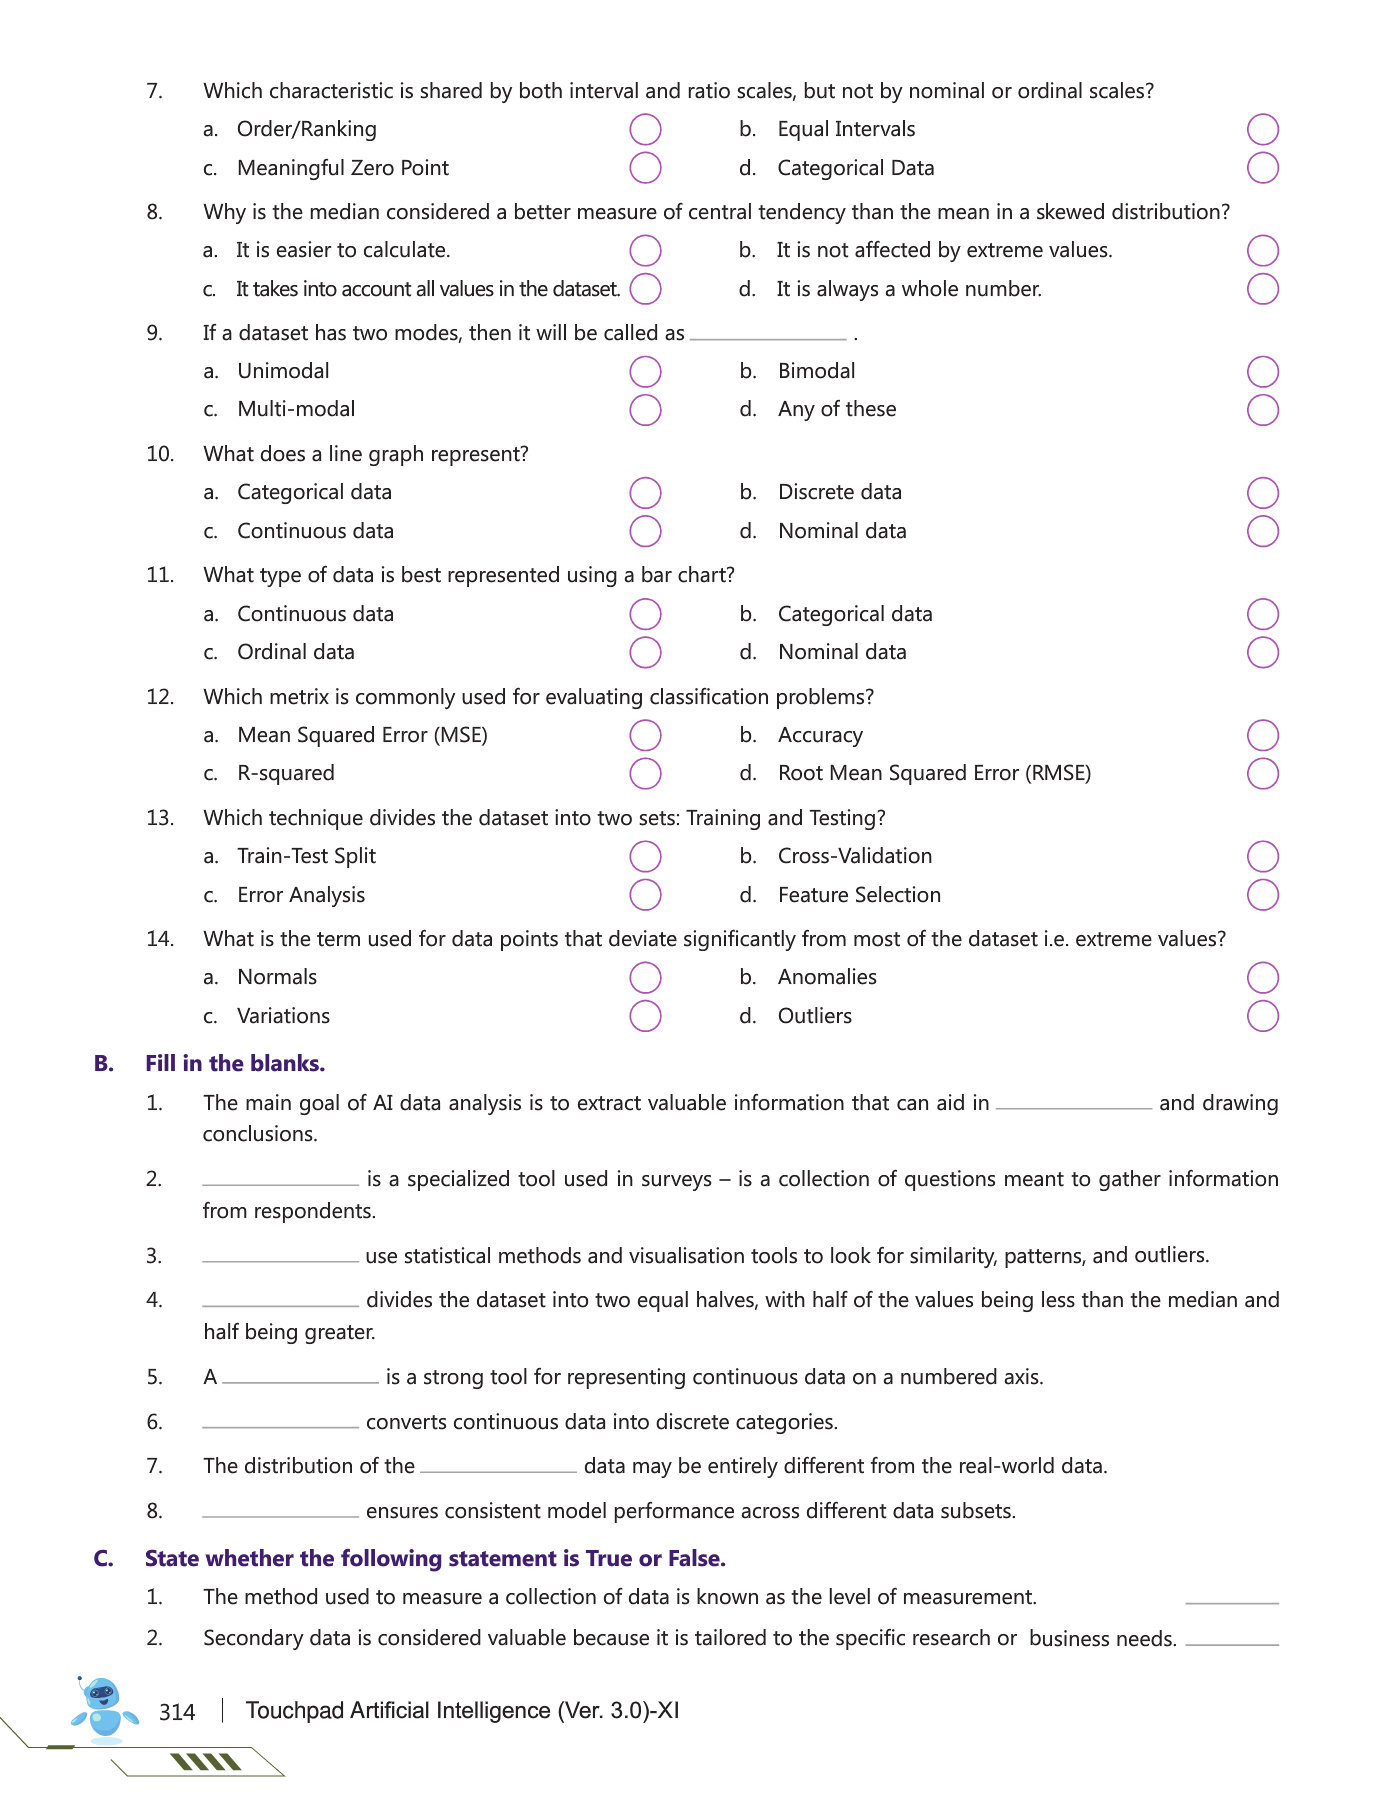 7. Which characteristic is shared by both interval and ratio scales, but not by nominal or ordinal scales?
a. Order/Ranking b. Equal Intervals
c. Meaningful Zero Point d. Categorical Data
8. Why is the median considered a better measure of central tendency than the mean in a skewed distribution?
a. It is easier to calculate. b. It is not affected by extreme values.
c. It takes into account all values in the dataset. d. It is always a whole number.
9. If a dataset has two modes, then it will be called as ______________ .
a. Unimodal b. Bimodal
c. Multi-modal d. Any of these
10. What does a line graph represent?
a. Categorical data b. Discrete data
c. Continuous data d. Nominal data
11. What type of data is best represented using a bar chart?
a. Continuous data b. Categorical data
c. Ordinal data d. Nominal data
12. Which metrix is commonly used for evaluating classification problems?
a. Mean Squared Error (MSE) b. Accuracy
c. R-squared d. Root Mean Squared Error (RMSE)
13. Which technique divides the dataset into two sets: Training and Testing?
a. Train-Test Split b. Cross-Validation
c. Error Analysis d. Feature Selection
14. What is the term used for data points that deviate significantly from most of the dataset i.e. extreme values?
a. Normals b. Anomalies
c. Variations d. Outliers
B. Fill in the blanks.
1. The main goal of AI data analysis is to extract valuable information that can aid in ______________ and drawing
conclusions.
2. ______________ is a specialized tool used in surveys – is a collection of questions meant to gather information
from respondents.
3. ______________ use statistical methods and visualisation tools to look for similarity, patterns, and outliers.
4. ______________ divides the dataset into two equal halves, with half of the values being less than the median and
half being greater.
5. A ______________ is a strong tool for representing continuous data on a numbered axis.
6. ______________ converts continuous data into discrete categories.
7. The distribution of the ______________ data may be entirely different from the real-world data.
8. ______________ ensures consistent model performance across different data subsets.
C. State whether the following statement is True or False.
1. The method used to measure a collection of data is known as the level of measurement. ________
2. Secondary data is considered valuable because it is tailored to the specific research or business needs. ________
314 Touchpad Artificial Intelligence (Ver. 3.0)-XI